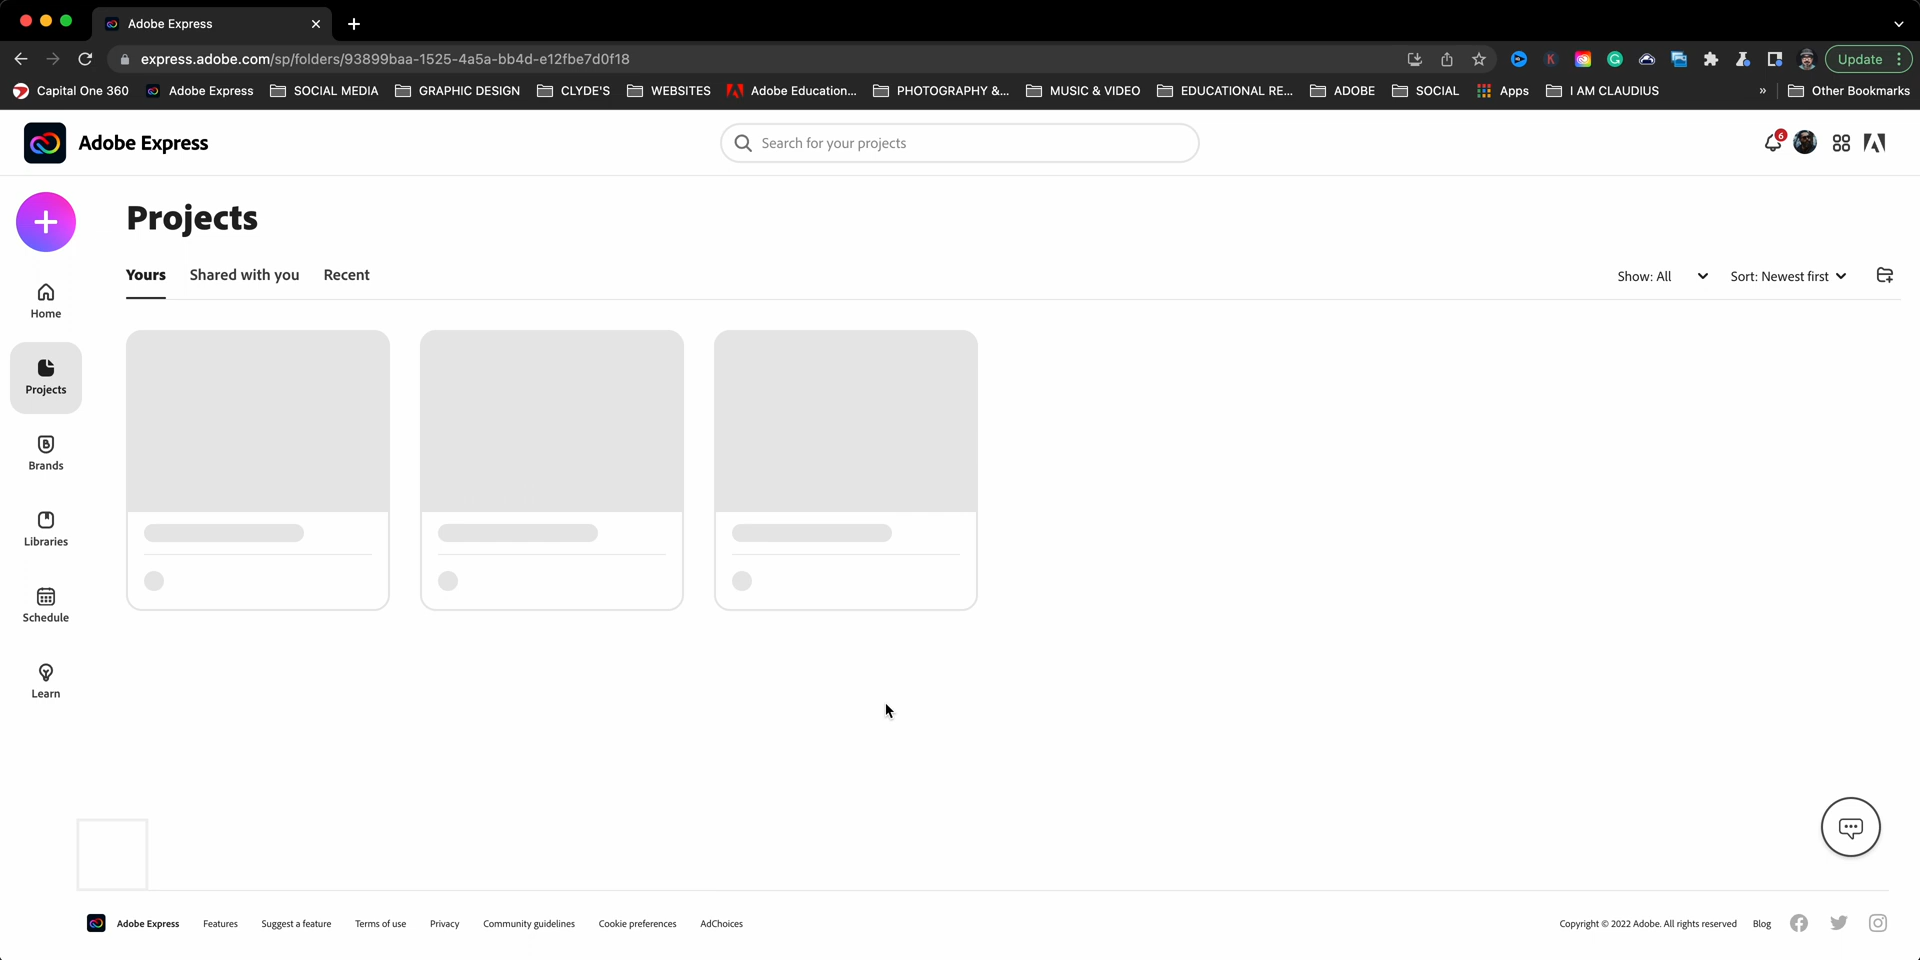 Adobe Express
express.adobe.com/sp/folders/93899baa-1525-4a5a-bb4d-e12fbe7d0f18
Update
Capital One 360
Adobe Express
SOCIAL MEDIA
GRAPHIC DESIGN
CLYDE'S
WEBSITES
Adobe Education...
PHOTOGRAPHY &...
MUSIC & VIDEO
EDUCATIONAL RE...
ADOBE
SOCIAL
Apps
I AM CLAUDIUS
»
Other Bookmarks
Adobe Express
Search for your projects
6
Projects
Yours
Shared with you
Recent
Show: All
Sort: Newest first
Home
Projects
B
Brands
Libraries
Schedule
Learn
Adobe Express
Features
Suggest a feature
Terms of use
Privacy
Community guidelines
Cookie preferences
AdChoices
Copyright © 2022 Adobe. All rights reserved
Blog